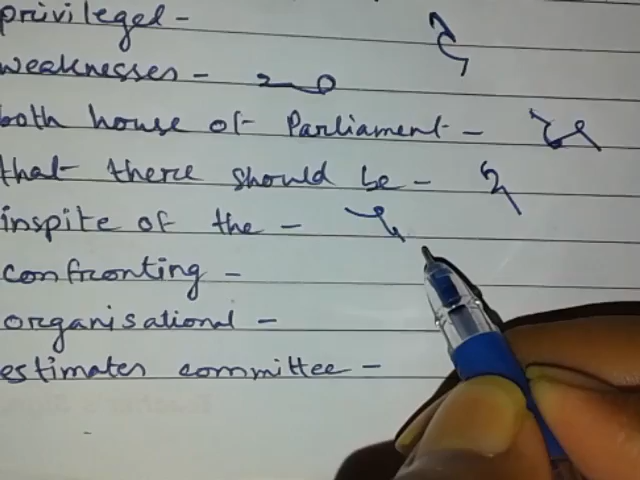 privileged -
weaknesses -
both house of Parliament -
that there should be -
inspite of the -
confronting -
organisational -
estimates committee -